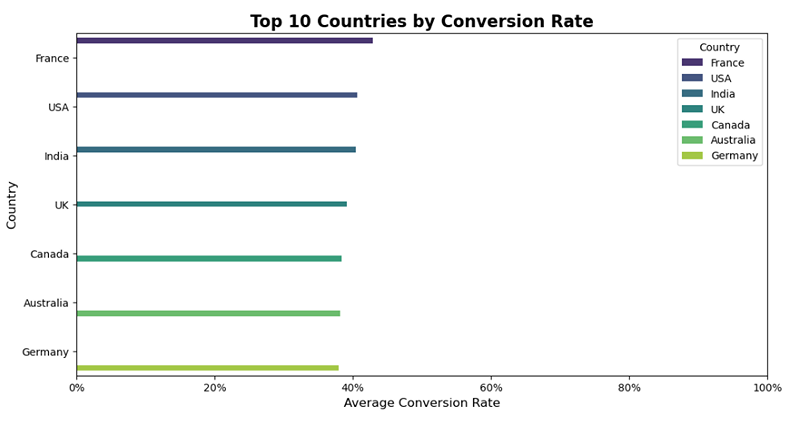 Top 10 Countries by Conversion Rate
Country
France
USA
India
UK
Canada
Australia
Germany
France
USA
India
UK
Canada
Australia
Germany
Country
0%
20%
40%
60%
80%
100%
Average Conversion Rate